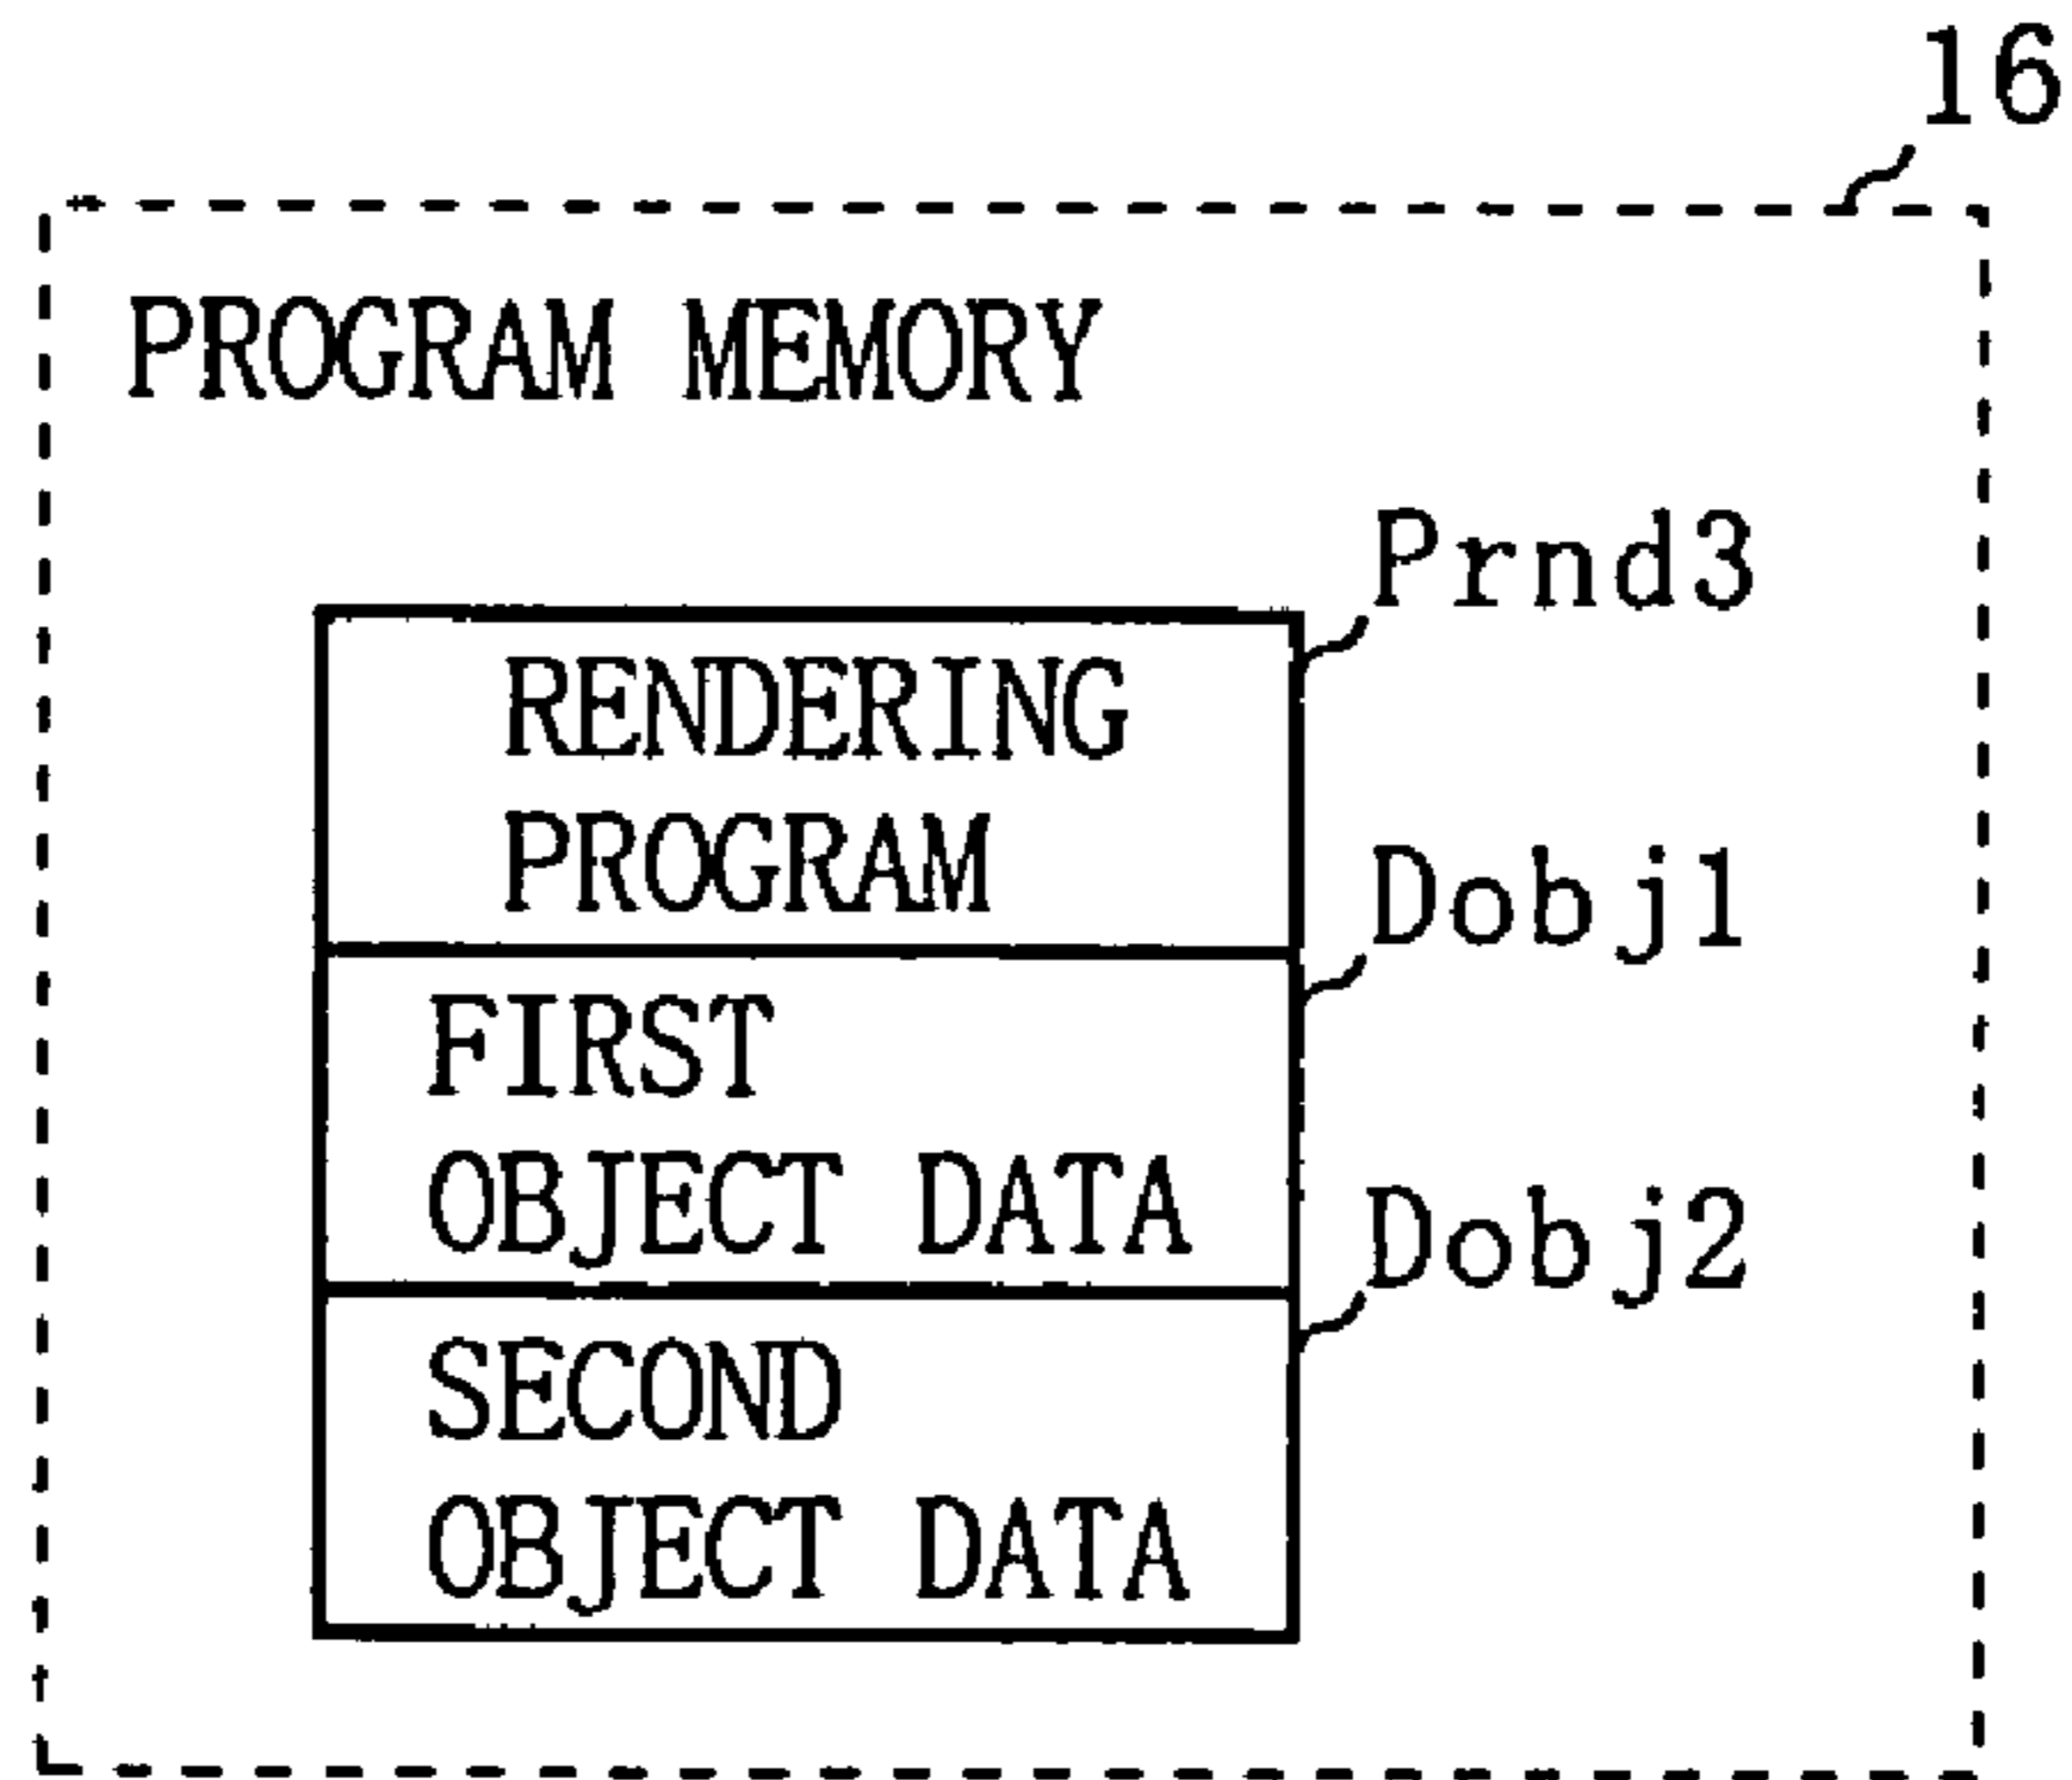 16
PROGRAM MEMORY
Prnd3
RENDERING
PROGRAM
Dobj1
FIRST
OBJECT DATA
Dobj2
SECOND
OBJECT DATA